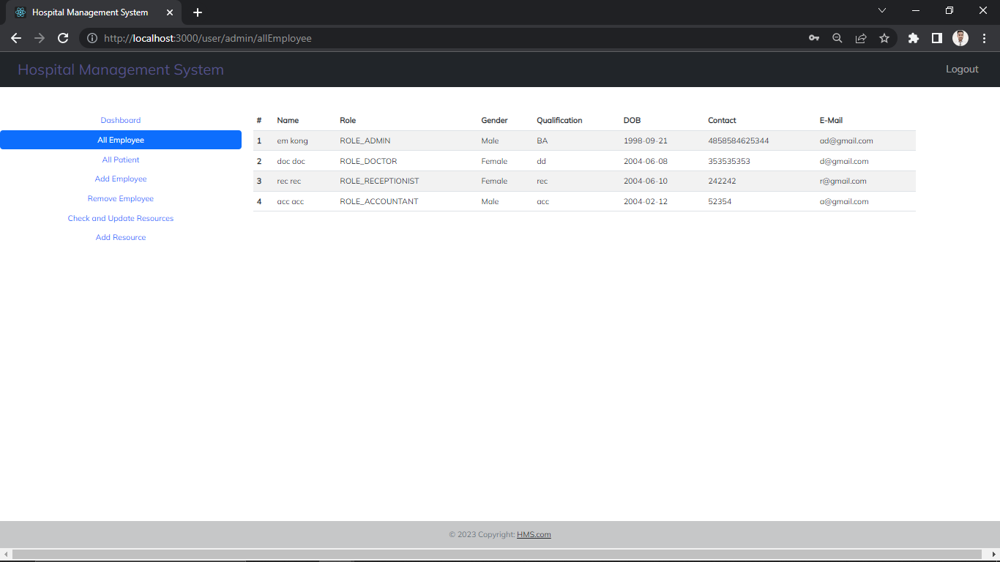 Hospital Management System
http://localhost:3000/user/admin/allEmployee
Hospital Management System Logout
Dashboard
All Employee
All Patient
Add Employee
Remove Employee
Check and Update Resources
Add Resource
# Name Role Gender Qualification DOB Contact E-Mail
1 em kong ROLE_ADMIN Male BA 1998-09-21 4858584625344 ad@gmail.com
2 doc doc ROLE_DOCTOR Female dd 2004-06-08 353535353 d@gmail.com
3 rec rec ROLE_RECEPTIONIST Female rec 2004-06-10 242242 r@gmail.com
4 acc acc ROLE_ACCOUNTANT Male acc 2004-02-12 52354 a@gmail.com
© 2023 Copyright: HMS.com